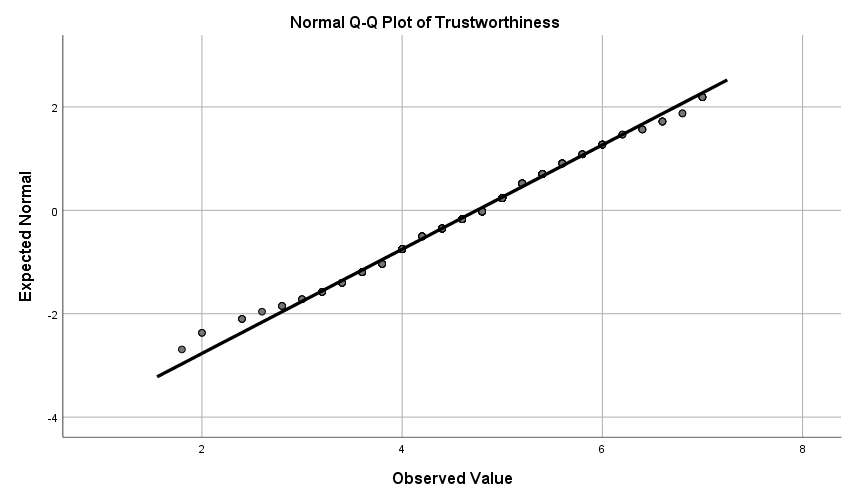 Normal Q-Q Plot of Trustworthiness
Expected Normal
2
0
-2
-4
2
4
6
8
Observed Value